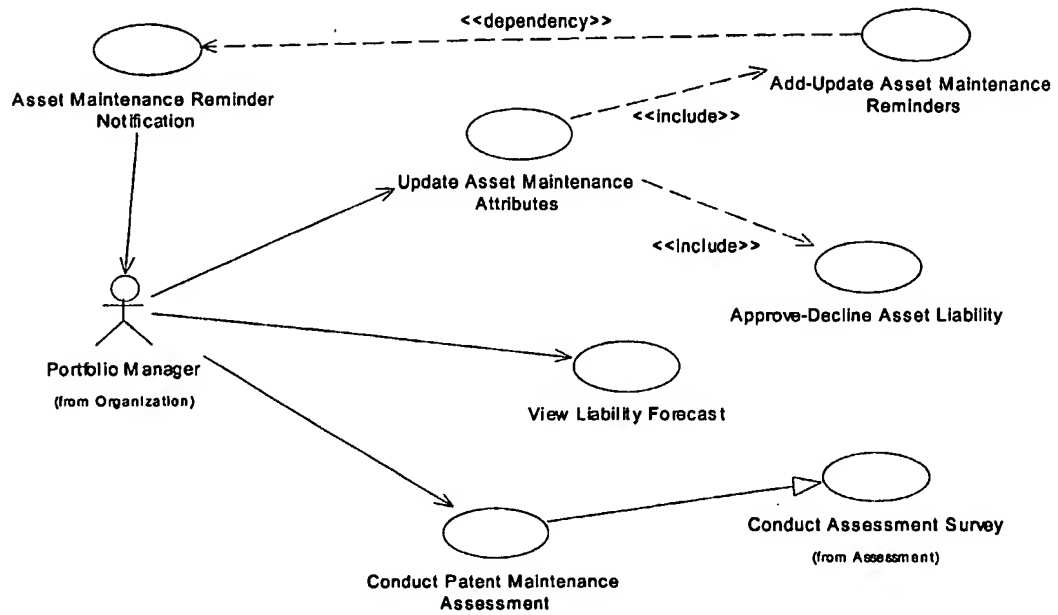 <<dependency>>
Asset Maintenance Reminder
Notification
Add-Update Asset Maintenance
Reminders
<<include>>
Update Asset Maintenance
Attributes
<<include>>
Approve-Decline Asset Liability
Portfolio Manager
(from Organization)
View Liability Forecast
Conduct Assessment Survey
(from Assessment)
Conduct Patent Maintenance
Assessment